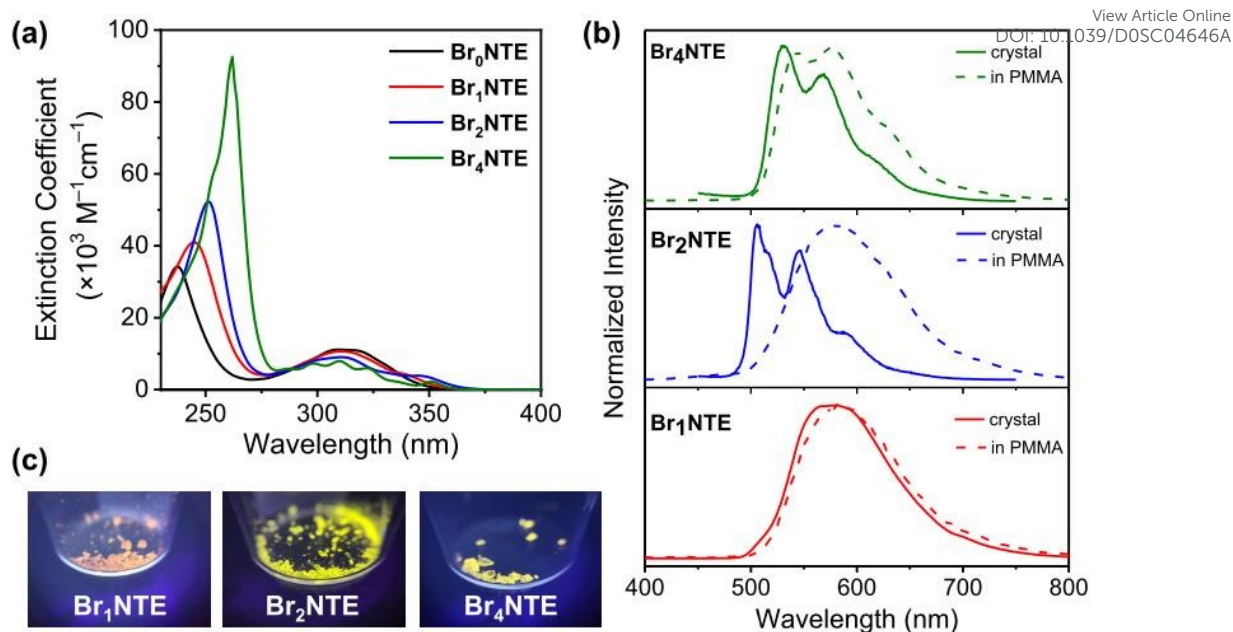 View Article Online
DOI: 10.1039/D0SC04646A
(a)
Extinction Coefficient
(×10³ M⁻¹cm⁻¹)
100
80
60
40
20
0
Br₀NTE
Br₁NTE
Br₂NTE
Br₄NTE
250
300
350
400
Wavelength (nm)
(b)
Normalized Intensity
Br₄NTE
crystal
in PMMA
Br₂NTE
crystal
in PMMA
Br₁NTE
crystal
in PMMA
400
500
600
700
800
Wavelength (nm)
(c)
Br₁NTE
Br₂NTE
Br₄NTE